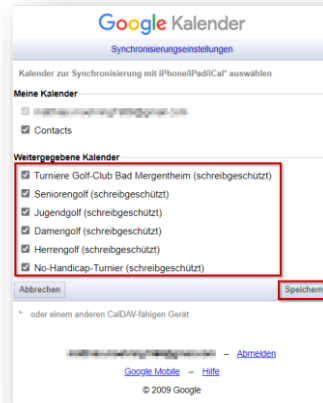 Google Kalender
Synchronisierungseinstellungen
Kalender zur Synchronisierung mit iPhone/iPad/iCal* auswählen
Meine Kalender
Contacts
Weitergegebene Kalender
Turniere Golf-Club Bad Mergentheim (schreibgeschützt)
Seniorengolf (schreibgeschützt)
Jugendgolf (schreibgeschützt)
Damengolf (schreibgeschützt)
Herrengolf (schreibgeschützt)
No-Handicap-Turnier (schreibgeschützt)
Abbrechen Speichern
* oder einem anderen CalDAV-fähigen Gerät
– Abmelden
Google Mobile – Hilfe
© 2009 Google